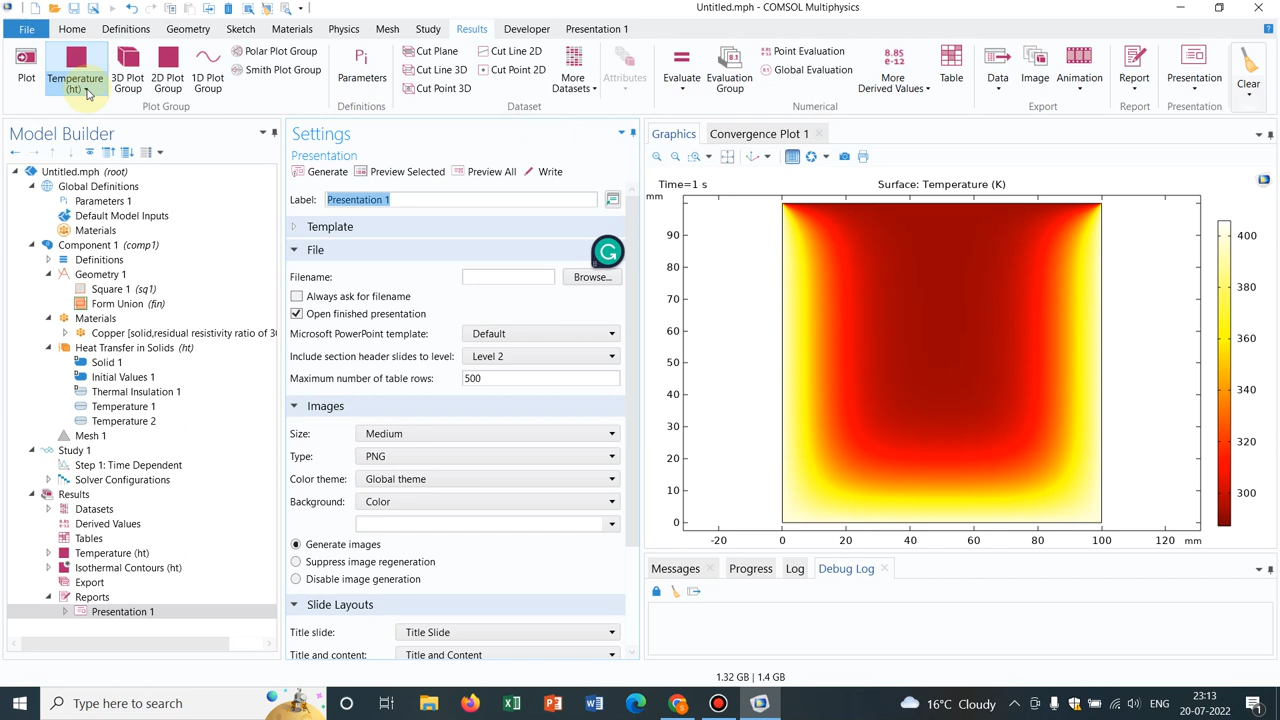 Untitled.mph - COMSOL Multiphysics
File Home Definitions Geometry Sketch Materials Physics Mesh Study Results Developer Presentation 1
Plot
Temperature (ht)
3D Plot Group
2D Plot Group
1D Plot Group
Polar Plot Group
Smith Plot Group
Plot Group
Parameters
Pi
Definitions
Cut Plane
Cut Line 3D
Cut Point 3D
Cut Line 2D
Cut Point 2D
More Datasets
Dataset
Attributes
Evaluate
Evaluation Group
Point Evaluation
Global Evaluation
8.85 e-12
More Derived Values
Numerical
Table
Data
Image
Animation
Export
Report
Report
Presentation
Presentation
Clear
Model Builder
Untitled.mph (root)
Global Definitions
Parameters 1
Default Model Inputs
Materials
Component 1 (comp1)
Definitions
Geometry 1
Square 1 (sq1)
Form Union (fin)
Materials
Copper [solid,residual resistivity ratio of 30
Heat Transfer in Solids (ht)
Solid 1
Initial Values 1
Thermal Insulation 1
Temperature 1
Temperature 2
Mesh 1
Study 1
Step 1: Time Dependent
Solver Configurations
Results
Datasets
Derived Values
Tables
Temperature (ht)
Isothermal Contours (ht)
Export
Reports
Presentation 1
Settings
Presentation
Generate Preview Selected Preview All Write
Label: Presentation 1
Template
File
Filename: Browse...
Always ask for filename
Open finished presentation
Microsoft PowerPoint template: Default
Include section header slides to level: Level 2
Maximum number of table rows: 500
Images
Size: Medium
Type: PNG
Color theme: Global theme
Background: Color
Generate images
Suppress image regeneration
Disable image generation
Slide Layouts
Title slide: Title Slide
Title and content: Title and Content
Graphics Convergence Plot 1
Time=1 s Surface: Temperature (K)
mm
90
80
70
60
50
40
30
20
10
0
-20 0 20 40 60 80 100 120 mm
400
380
360
340
320
300
Messages Progress Log Debug Log
1.32 GB | 1.4 GB
Type here to search
16°C Cloudy
ENG
23:13
20-07-2022
1